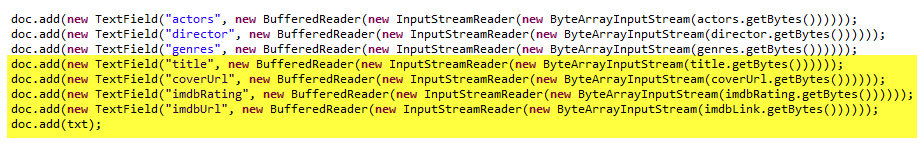 doc.add(new TextField("actors", new BufferedReader(new InputStreamReader(new ByteArrayInputStream(actors.getBytes())))));
doc.add(new TextField("director", new BufferedReader(new InputStreamReader(new ByteArrayInputStream(director.getBytes())))));
doc.add(new TextField("genres", new BufferedReader(new InputStreamReader(new ByteArrayInputStream(genres.getBytes())))));
doc.add(new TextField("title", new BufferedReader(new InputStreamReader(new ByteArrayInputStream(title.getBytes())))));
doc.add(new TextField("coverUrl", new BufferedReader(new InputStreamReader(new ByteArrayInputStream(coverUrl.getBytes())))));
doc.add(new TextField("imdbRating", new BufferedReader(new InputStreamReader(new ByteArrayInputStream(imdbRating.getBytes())))));
doc.add(new TextField("imdbUrl", new BufferedReader(new InputStreamReader(new ByteArrayInputStream(imdbLink.getBytes())))));
doc.add(txt);